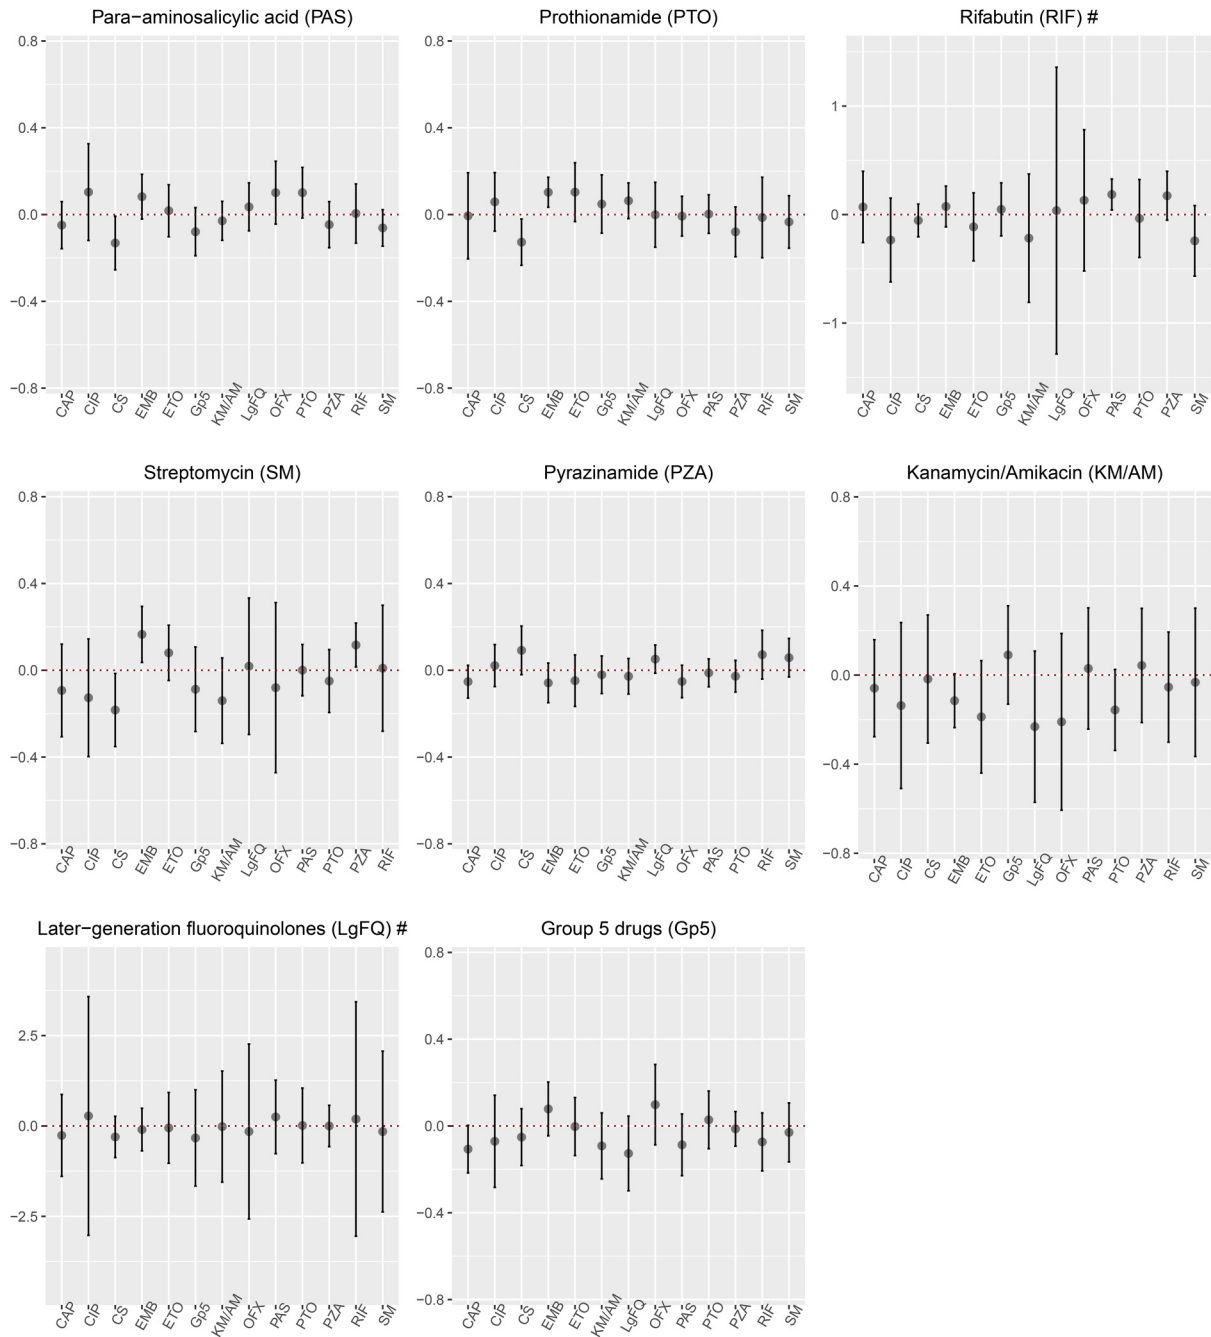 Para−aminosalicylic acid (PAS)
0.8
0.4
0.0
−0.4
−0.8
CAP CIP CS EMB ETO Gp5 KM/AM LgFQ OFX PTO PZA RIF SM
Prothionamide (PTO)
0.8
0.4
0.0
−0.4
−0.8
CAP CIP CS EMB ETO Gp5 KM/AM LgFQ OFX PAS PZA RIF SM
Rifabutin (RIF) #
1
0
−1
CAP CIP CS EMB ETO Gp5 KM/AM LgFQ OFX PAS PTO PZA SM
Streptomycin (SM)
0.8
0.4
0.0
−0.4
−0.8
CAP CIP CS EMB ETO Gp5 KM/AM LgFQ OFX PAS PTO PZA RIF
Pyrazinamide (PZA)
0.8
0.4
0.0
−0.4
−0.8
CAP CIP CS EMB ETO Gp5 KM/AM LgFQ OFX PAS PTO RIF SM
Kanamycin/Amikacin (KM/AM)
0.8
0.4
0.0
−0.4
−0.8
CAP CIP CS EMB ETO Gp5 LgFQ OFX PAS PTO PZA RIF SM
Later−generation fluoroquinolones (LgFQ) #
2.5
0.0
−2.5
CAP CIP CS EMB ETO Gp5 KM/AM OFX PAS PTO PZA RIF SM
Group 5 drugs (Gp5)
0.8
0.4
0.0
−0.4
−0.8
CAP CIP CS EMB ETO KM/AM LgFQ OFX PAS PTO PZA RIF SM